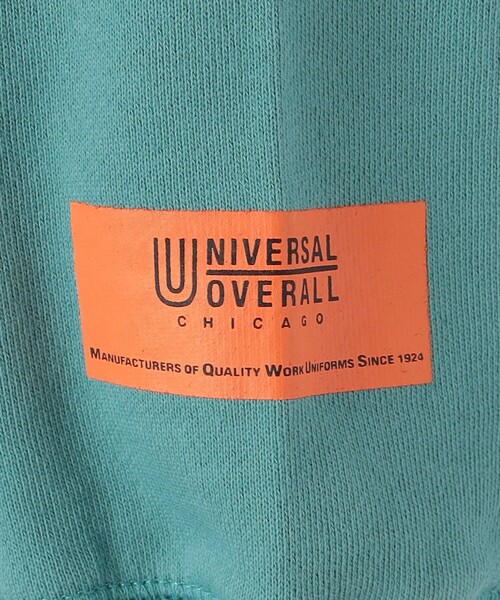 UNIVERSAL
OVERALL
CHICAGO
MANUFACTURERS OF QUALITY WORK UNIFORMS SINCE 1924